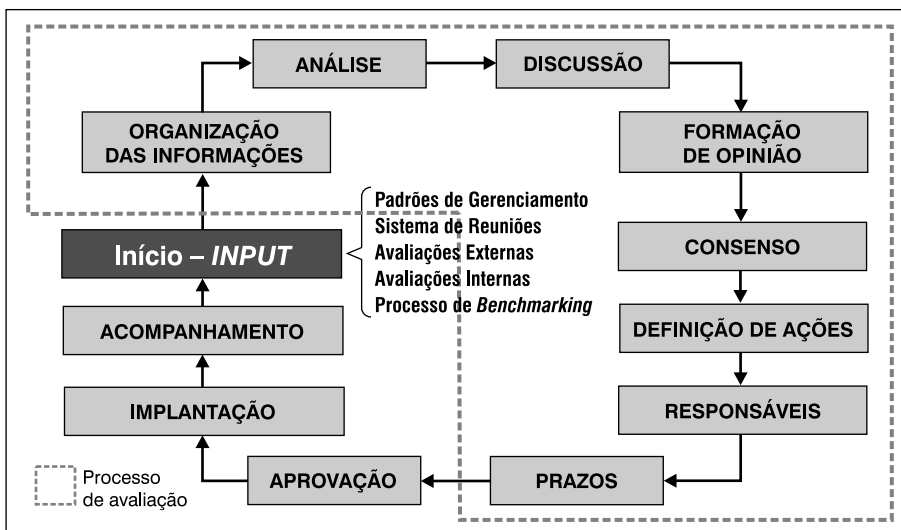 ANÁLISE
DISCUSSÃO
ORGANIZAÇÃO
DAS INFORMAÇÕES
FORMAÇÃO
DE OPINIÃO
Início – INPUT
Padrões de Gerenciamento
Sistema de Reuniões
Avaliações Externas
Avaliações Internas
Processo de Benchmarking
CONSENSO
ACOMPANHAMENTO
DEFINIÇÃO DE AÇÕES
IMPLANTAÇÃO
RESPONSÁVEIS
APROVAÇÃO
PRAZOS
Processo
de avaliação